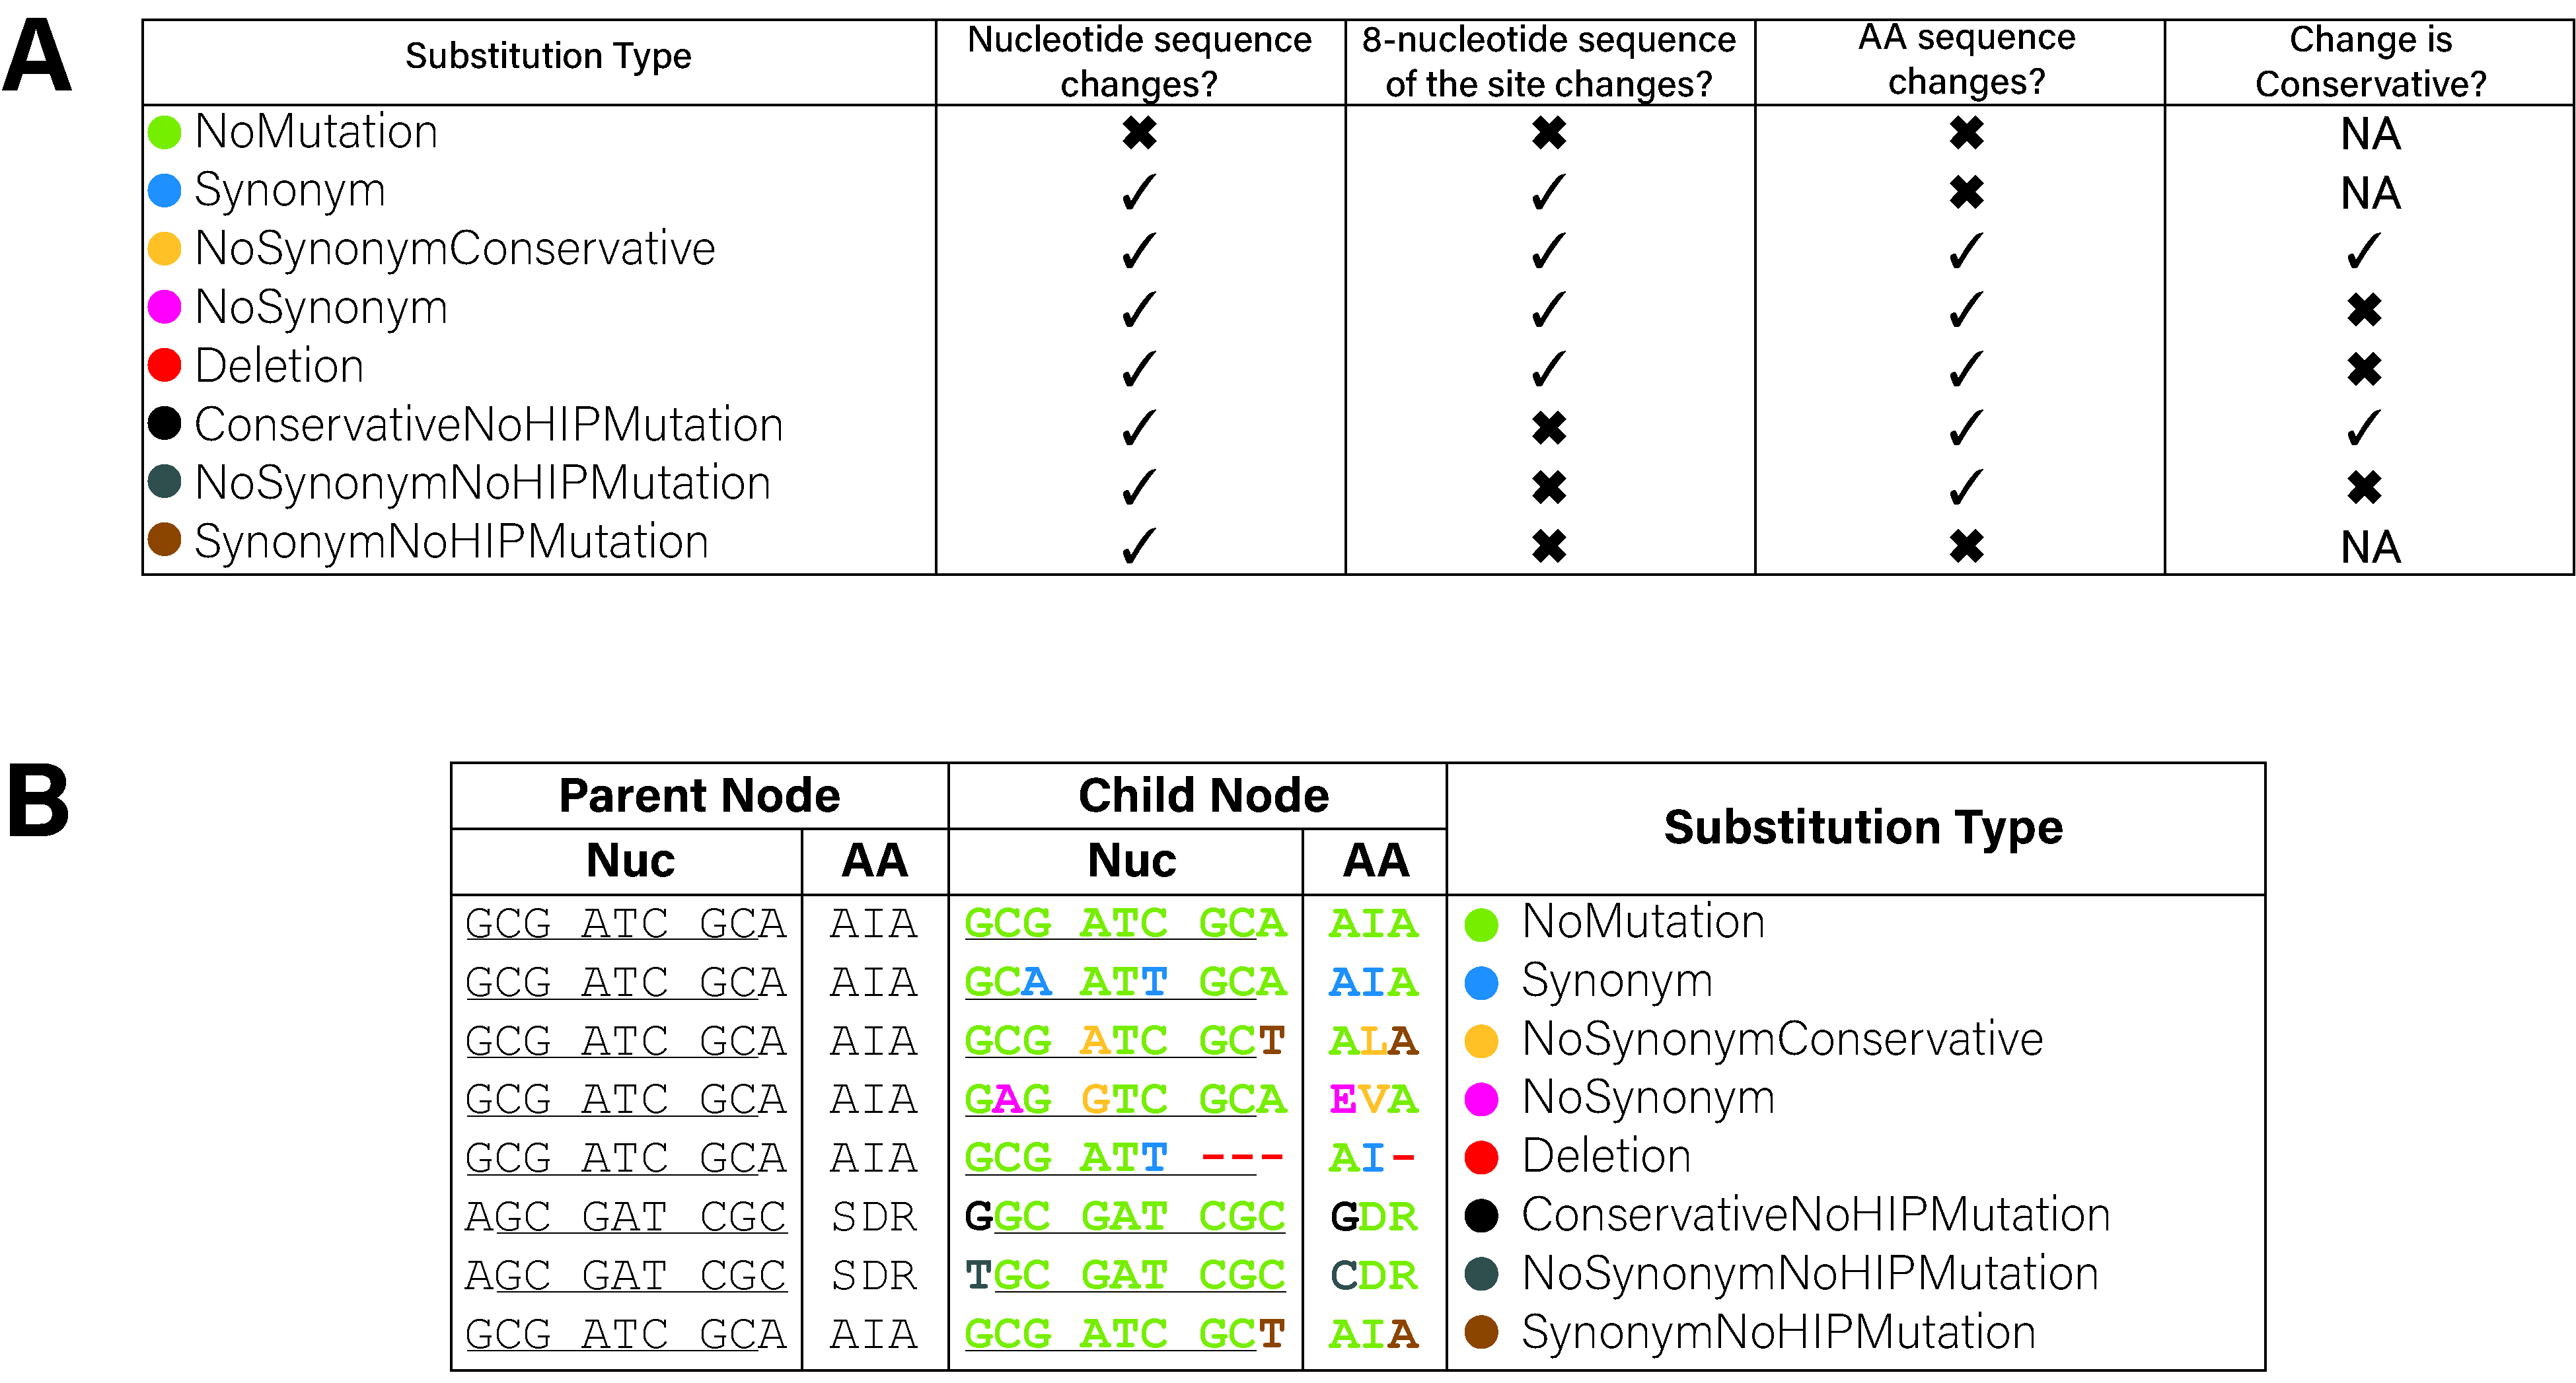 A
Substitution Type Nucleotide sequence changes? 8-nucleotide sequence of the site changes? AA sequence changes? Change is Conservative?
NoMutation ✖ ✖ ✖ NA
Synonym ✓ ✓ ✖ NA
NoSynonymConservative ✓ ✓ ✓ ✓
NoSynonym ✓ ✓ ✓ ✖
Deletion ✓ ✓ ✓ ✖
ConservativeNoHIPMutation ✓ ✖ ✓ ✓
NoSynonymNoHIPMutation ✓ ✖ ✓ ✖
SynonymNoHIPMutation ✓ ✖ ✖ NA
B
Parent Node Child Node Substitution Type
Nuc AA Nuc AA
GCG ATC GCA AIA GCG ATC GCA AIA NoMutation
GCG ATC GCA AIA GCA ATT GCA AIA Synonym
GCG ATC GCA AIA GCG ATC GCT ALA NoSynonymConservative
GCG ATC GCA AIA GAG GTC GCA EVA NoSynonym
GCG ATC GCA AIA GCG ATT --- AI- Deletion
AGC GAT CGC SDR GGC GAT CGC GDR ConservativeNoHIPMutation
AGC GAT CGC SDR TGC GAT CGC CDR NoSynonymNoHIPMutation
GCG ATC GCA AIA GCG ATC GCT AIA SynonymNoHIPMutation